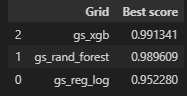 Grid Best score
2 gs_xgb 0.991341
1 gs_rand_forest 0.989609
0 gs_reg_log 0.952280